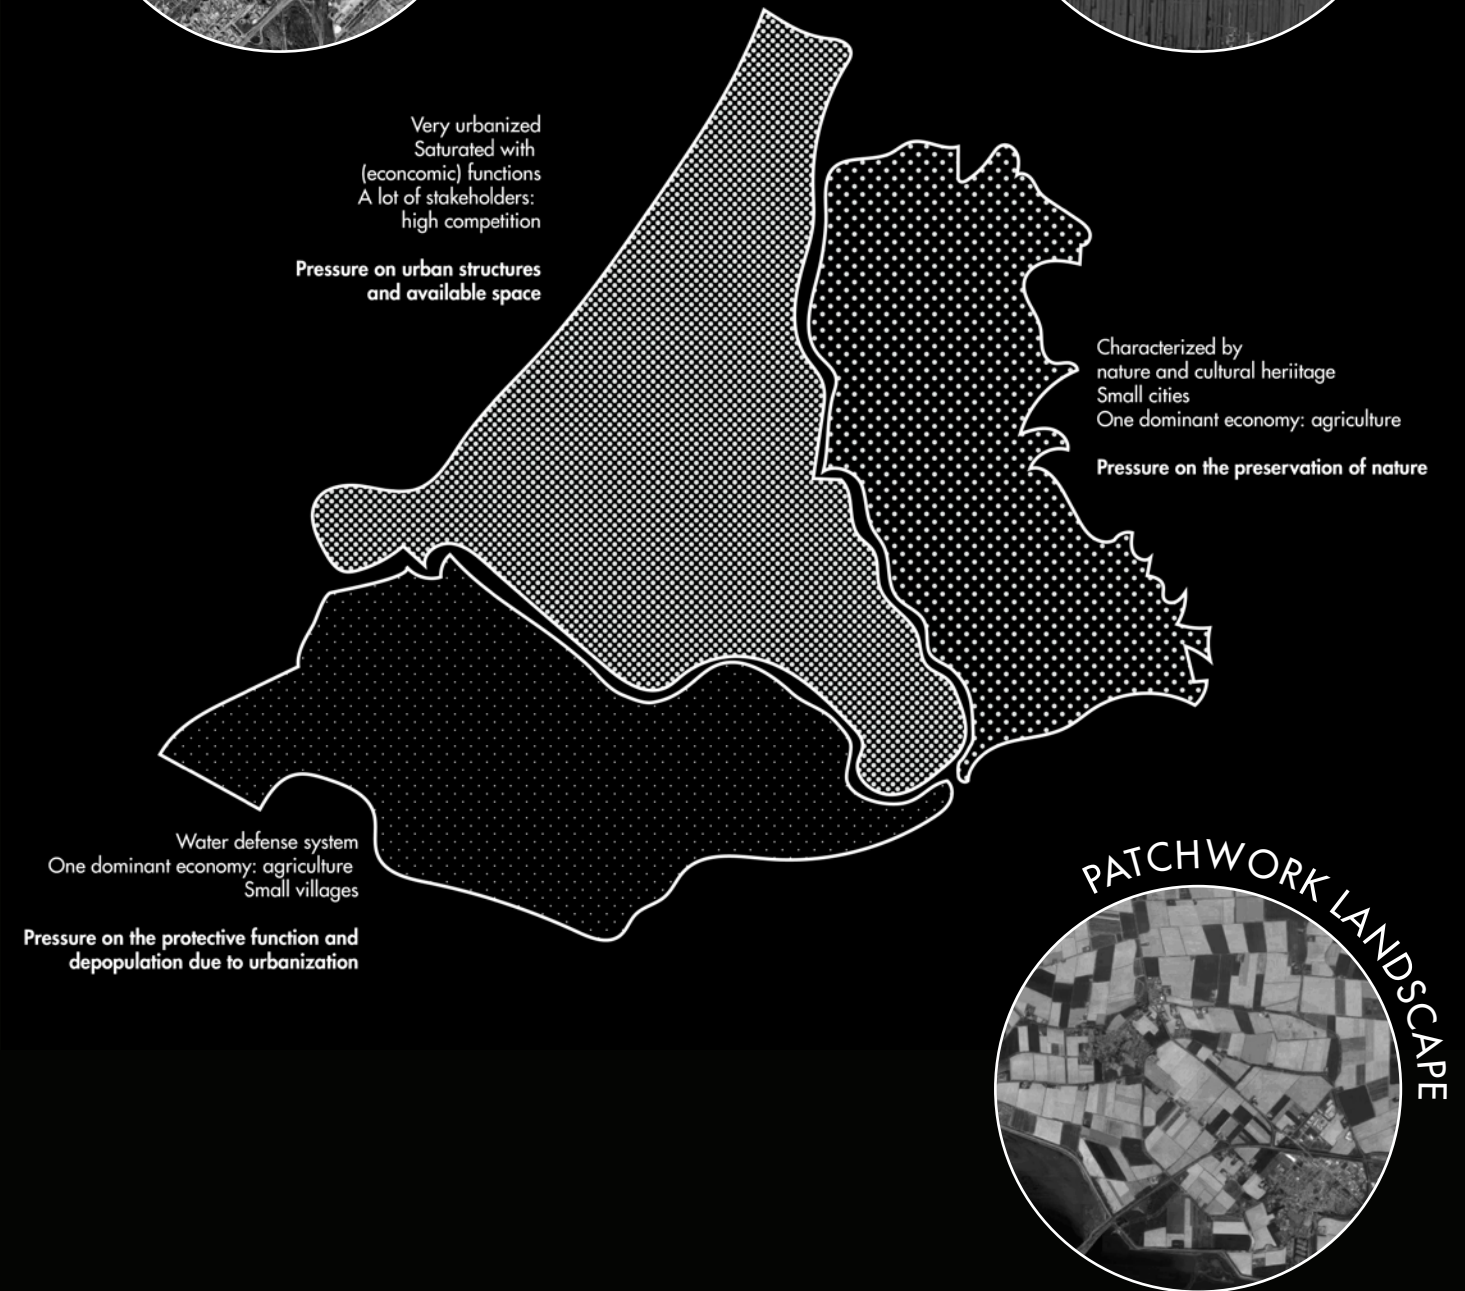 Very urbanized
Saturated with
(econcomic) functions
A lot of stakeholders:
high competition
Pressure on urban structures
and available space
Characterized by
nature and cultural heriitage
Small cities
One dominant economy: agriculture
Pressure on the preservation of nature
Water defense system
One dominant economy: agriculture
Small villages
Pressure on the protective function and
depopulation due to urbanization
PATCHWORK LANDSCAPE